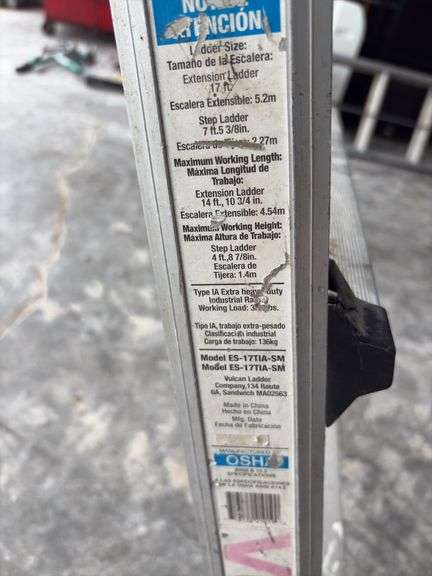 ATENCIÓN
Ladder Size:
Tamaño de la Escalera:
Extension Ladder
17 ft.
Escalera Extensible: 5.2m
Step Ladder
7 ft.5 3/8in.
Escalera de Tijera: 2.27m
Maximum Working Length:
Máxima Longitud de
Trabajo:
Extension Ladder
14 ft., 10 3/4 in.
Escalera Extensible: 4.54m
Maximum Working Height:
Máxima Altura de Trabajo:
Step Ladder
4 ft.,8 7/8in.
Escalera de
Tijera: 1.4m
Type IA Extra heavy duty
Industrial
Working Load:
Tipo IA, trabajo extra-pesado
Clasificación industrial
Carga de trabajo: 136kg
Model ES-17TIA-SM
Model ES-17TIA-SM
Vulcan Ladder
Company,134 Route
6A, Sandwich MA02563
Made in China
Hecho en China
Mfg. Date
Fecha de Fabricación
OSHA